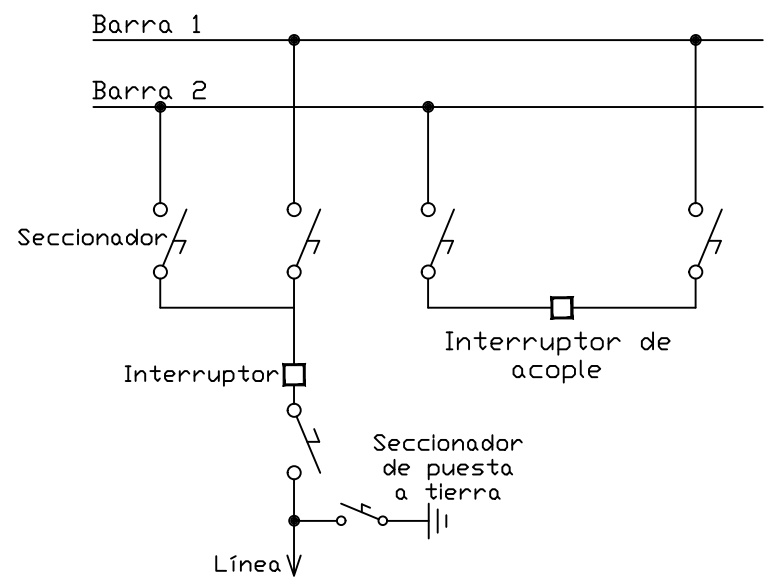 Barra 1
Barra 2
Seccionador
Interruptor de
acople
Interruptor
Seccionador
de puesta
a tierra
Línea